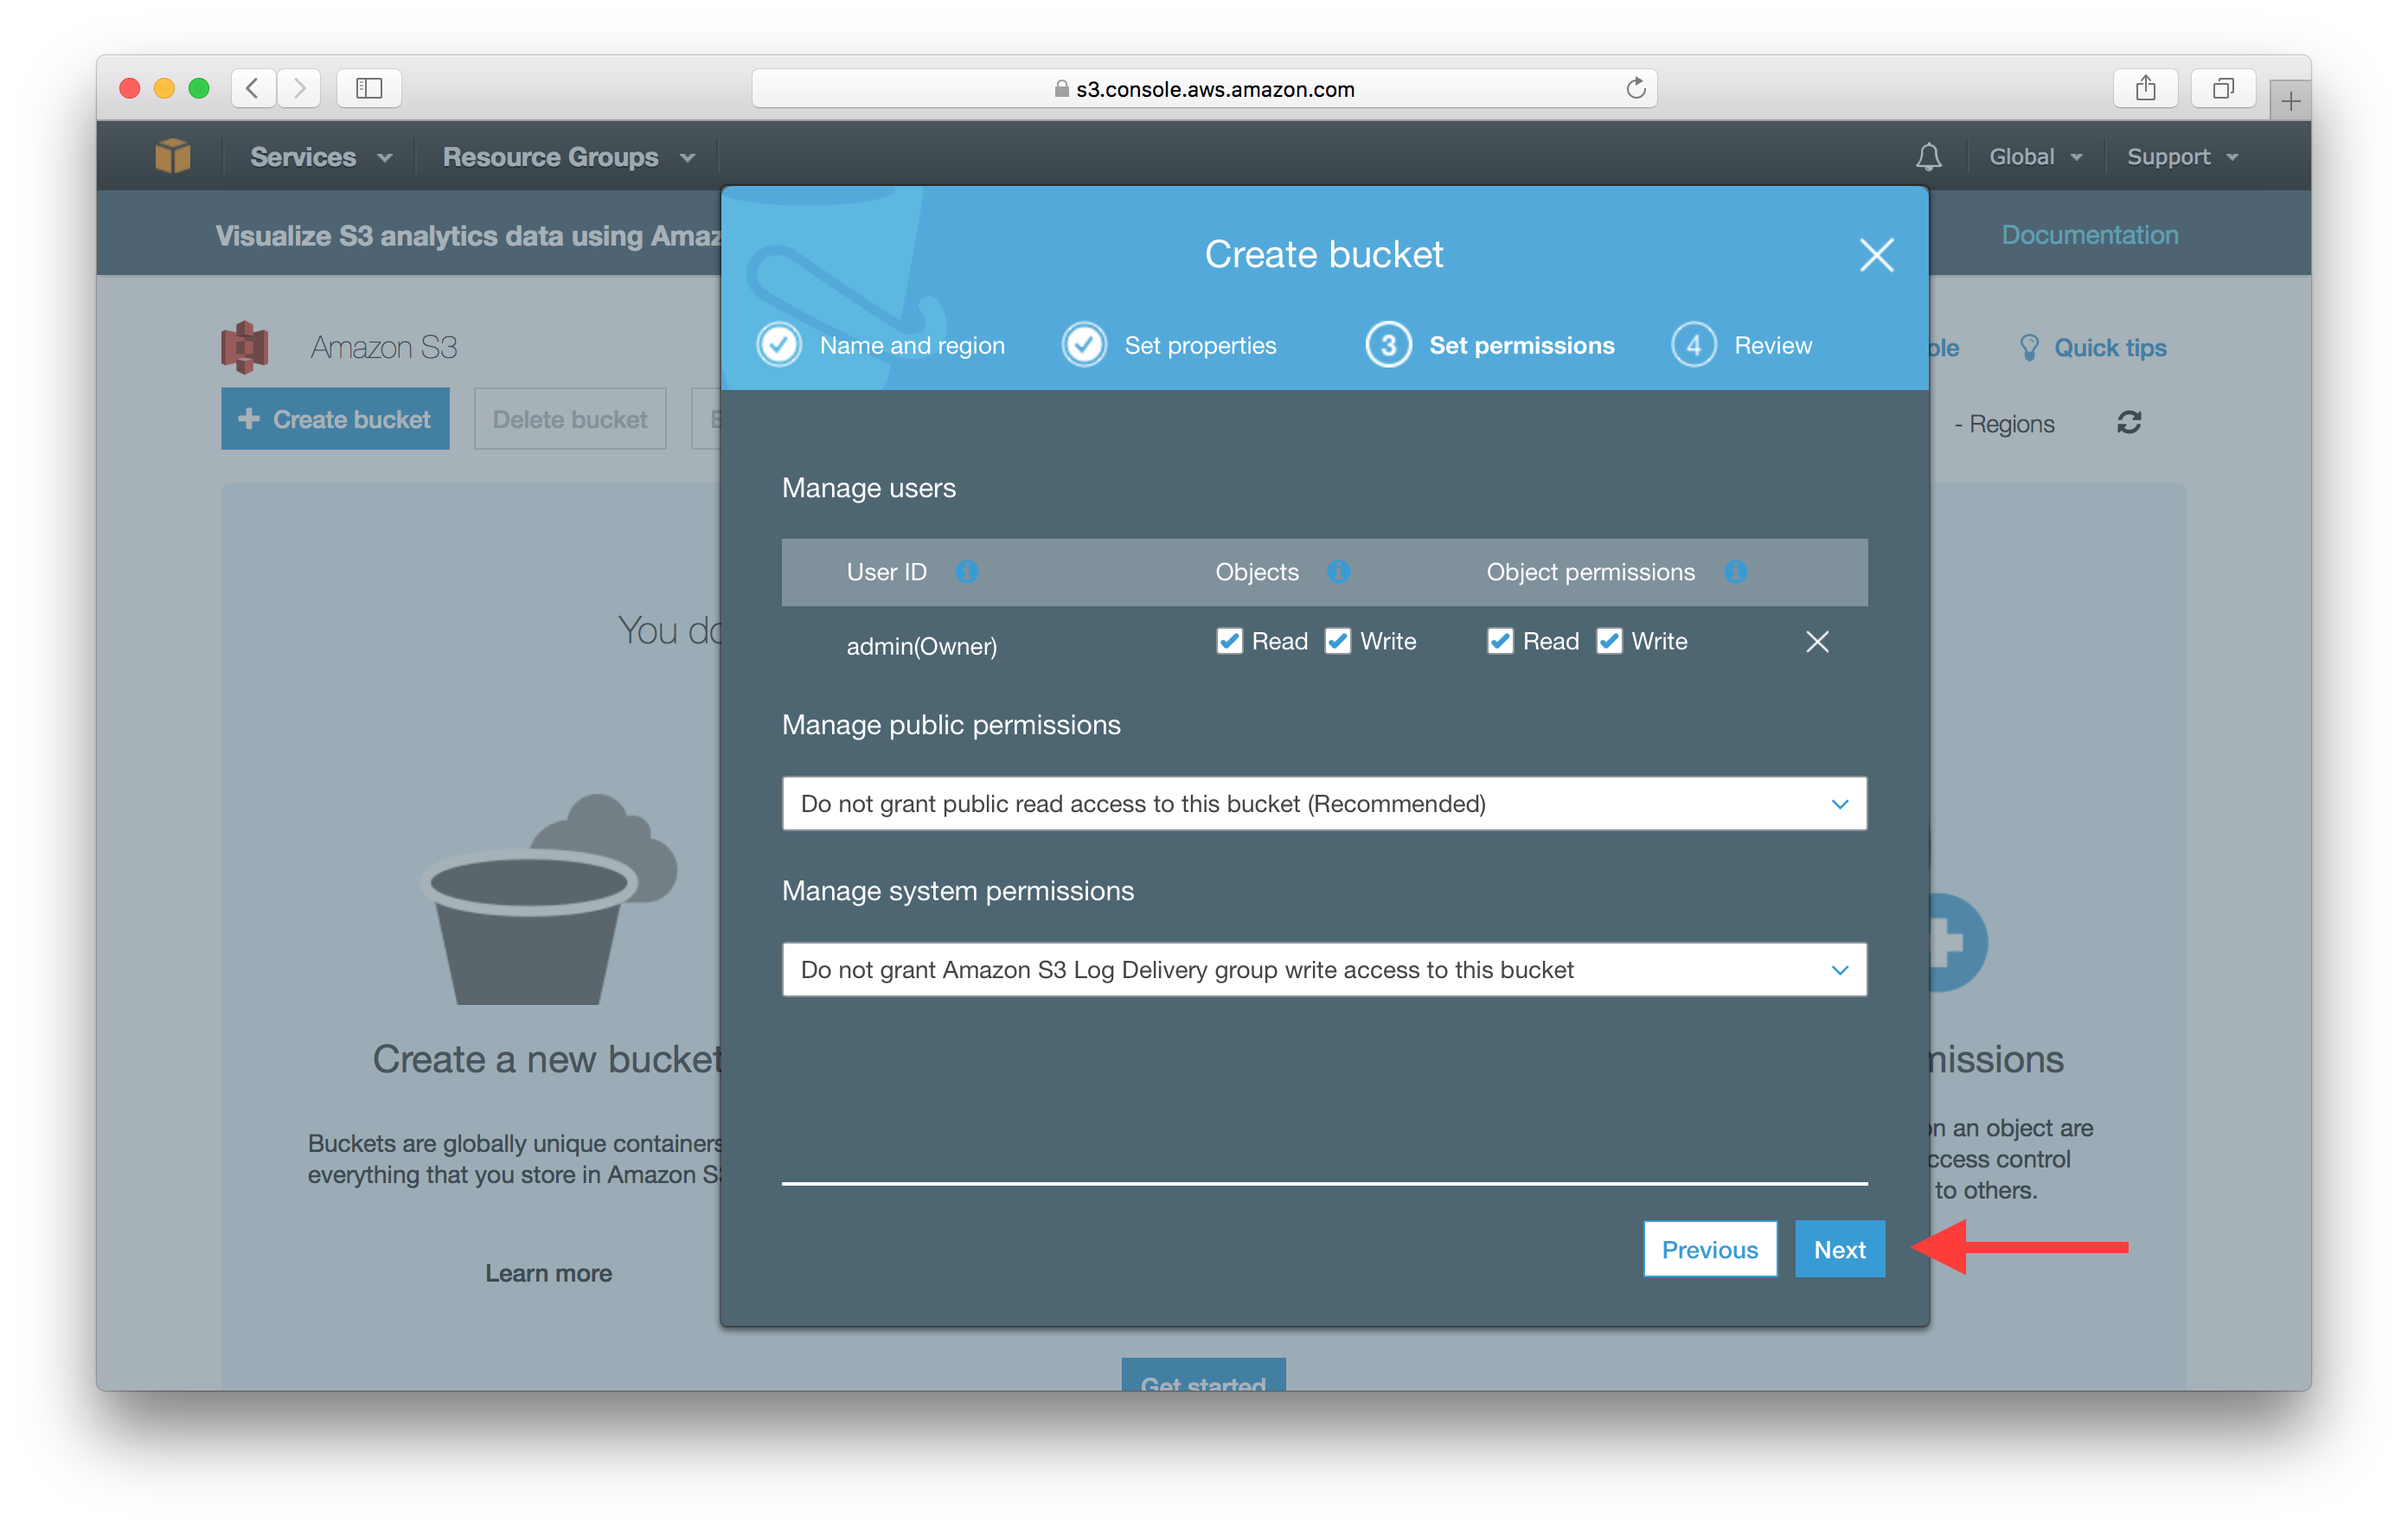 s3.console.aws.amazon.com
Services
Resource Groups
Global
Support
Visualize S3 analytics data using Amaz
Documentation
Create bucket
Name and region
Set properties
3 Set permissions
4 Review
Amazon S3
ole
Quick tips
Create bucket
Delete bucket
E
- Regions
Manage users
User ID
Objects
Object permissions
admin(Owner)
Read
Write
Read
Write
You do
Manage public permissions
Do not grant public read access to this bucket (Recommended)
Manage system permissions
Do not grant Amazon S3 Log Delivery group write access to this bucket
Create a new bucket
missions
Buckets are globally unique containers
everything that you store in Amazon S3
on an object are
ccess control
to others.
Learn more
Previous
Next
Get started